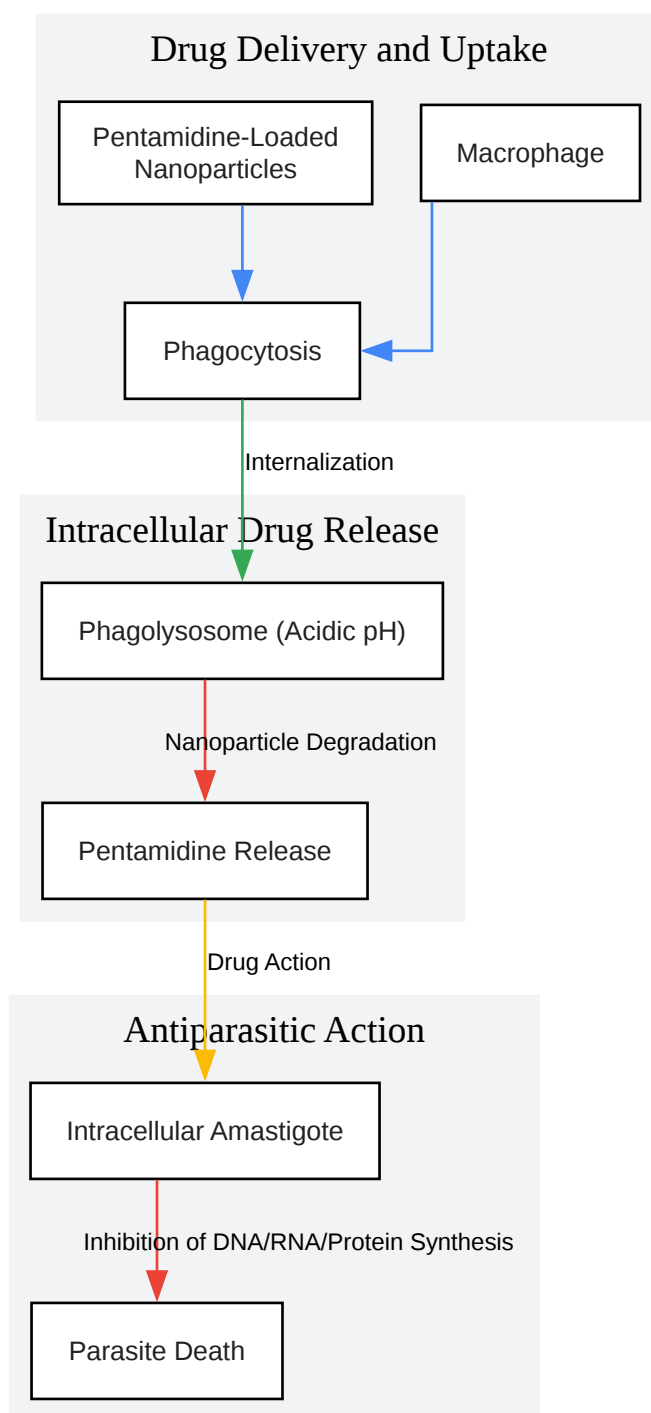 Drug Delivery and Uptake
Pentamidine-Loaded
Nanoparticles
Macrophage
Phagocytosis
Internalization
Intracellular Drug Release
Phagolysosome (Acidic pH)
Nanoparticle Degradation
Pentamidine Release
Drug Action
Antiparasitic Action
Intracellular Amastigote
Inhibition of DNA/RNA/Protein Synthesis
Parasite Death